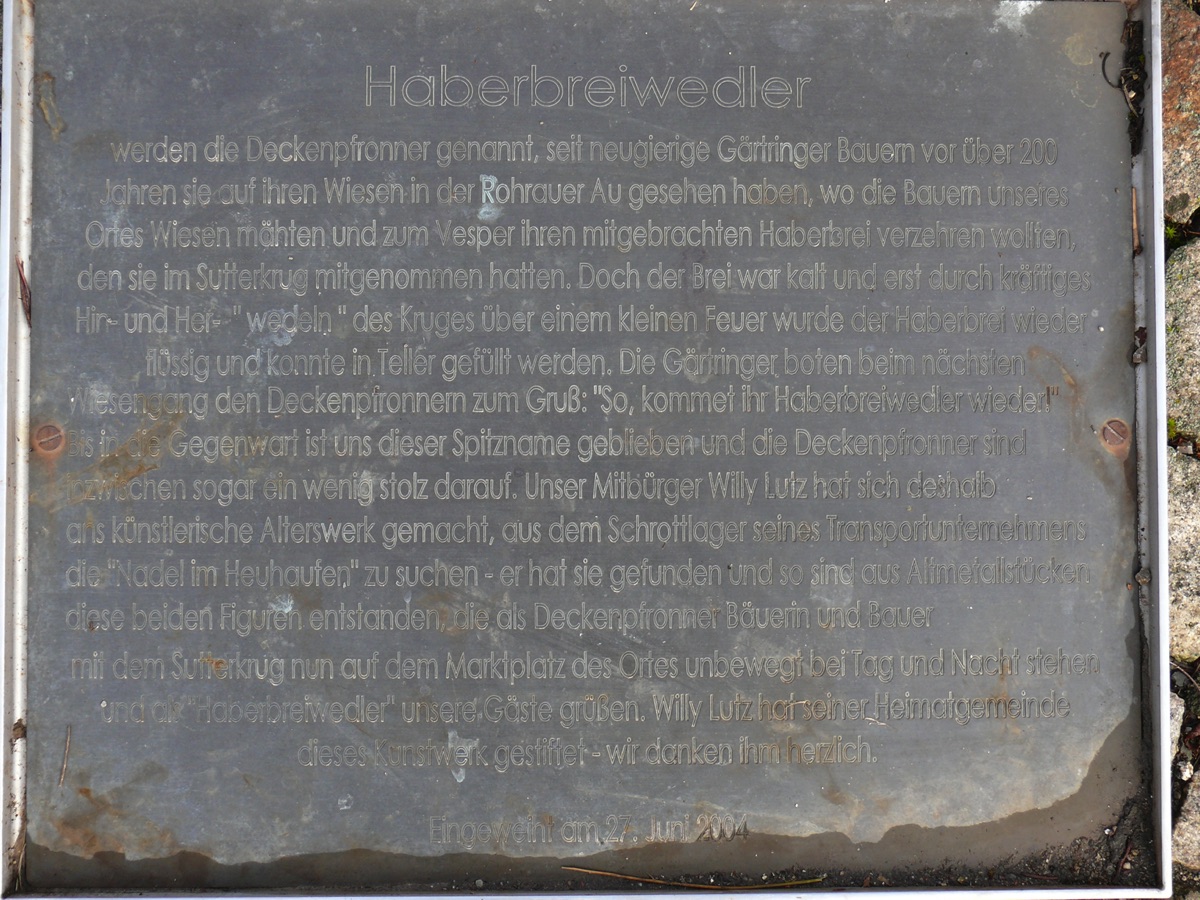 Haberbreiwedler
werden die Deckenpfronner genannt, seit neugierige Gärtringer Bauern vor über 200
Jahren sie auf ihren Wiesen in der Rohrauer Au gesehen haben, wo die Bauern unseres
Ortes Wiesen mähten und zum Vesper ihren mitgebrachten Haberbrei verzehren wollten,
den sie im Sutterkrug mitgenommen hatten. Doch der Brei war kalt und erst durch kräftiges
Hin- und Her- " wedeln " des Kruges über einem kleinen Feuer wurde der Haberbrei wieder
flüssig und konnte in Teller gefüllt werden. Die Gärtringer boten beim nächsten
Wiesengang den Deckenpfronnern zum Gruß: "So, kommet ihr Haberbreiwedler wieder!"
Bis in die Gegenwart ist uns dieser Spitzname geblieben und die Deckenpfronner sind
inzwischen sogar ein wenig stolz darauf. Unser Mitbürger Willy Lutz hat sich deshalb
ans künstlerische Alterswerk gemacht, aus dem Schrottlager seines Transportunternehmens
die "Nadel im Heuhaufen" zu suchen - er hat sie gefunden und so sind aus Altmetallstücken
diese beiden Figuren entstanden, die als Deckenpfronner Bäuerin und Bauer
mit dem Sutterkrug nun auf dem Marktplatz des Ortes unbewegt bei Tag und Nacht stehen
und als "Haberbreiwedler" unsere Gäste grüßen. Willy Lutz hat seiner Heimatgemeinde
dieses Kunstwerk gestiftet - wir danken ihm herzlich.
Eingeweiht am 27. Juni 2004